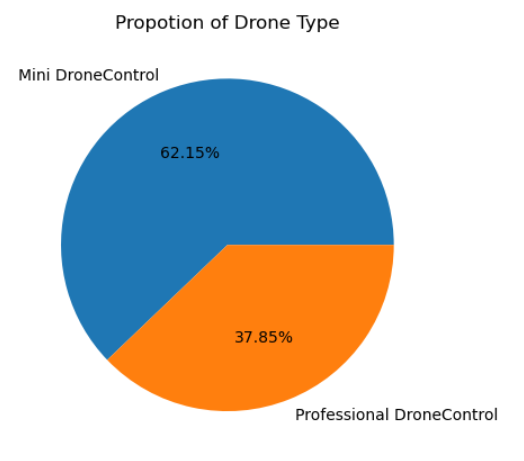 Propotion of Drone Type
Mini DroneControl
62.15%
37.85%
Professional DroneControl